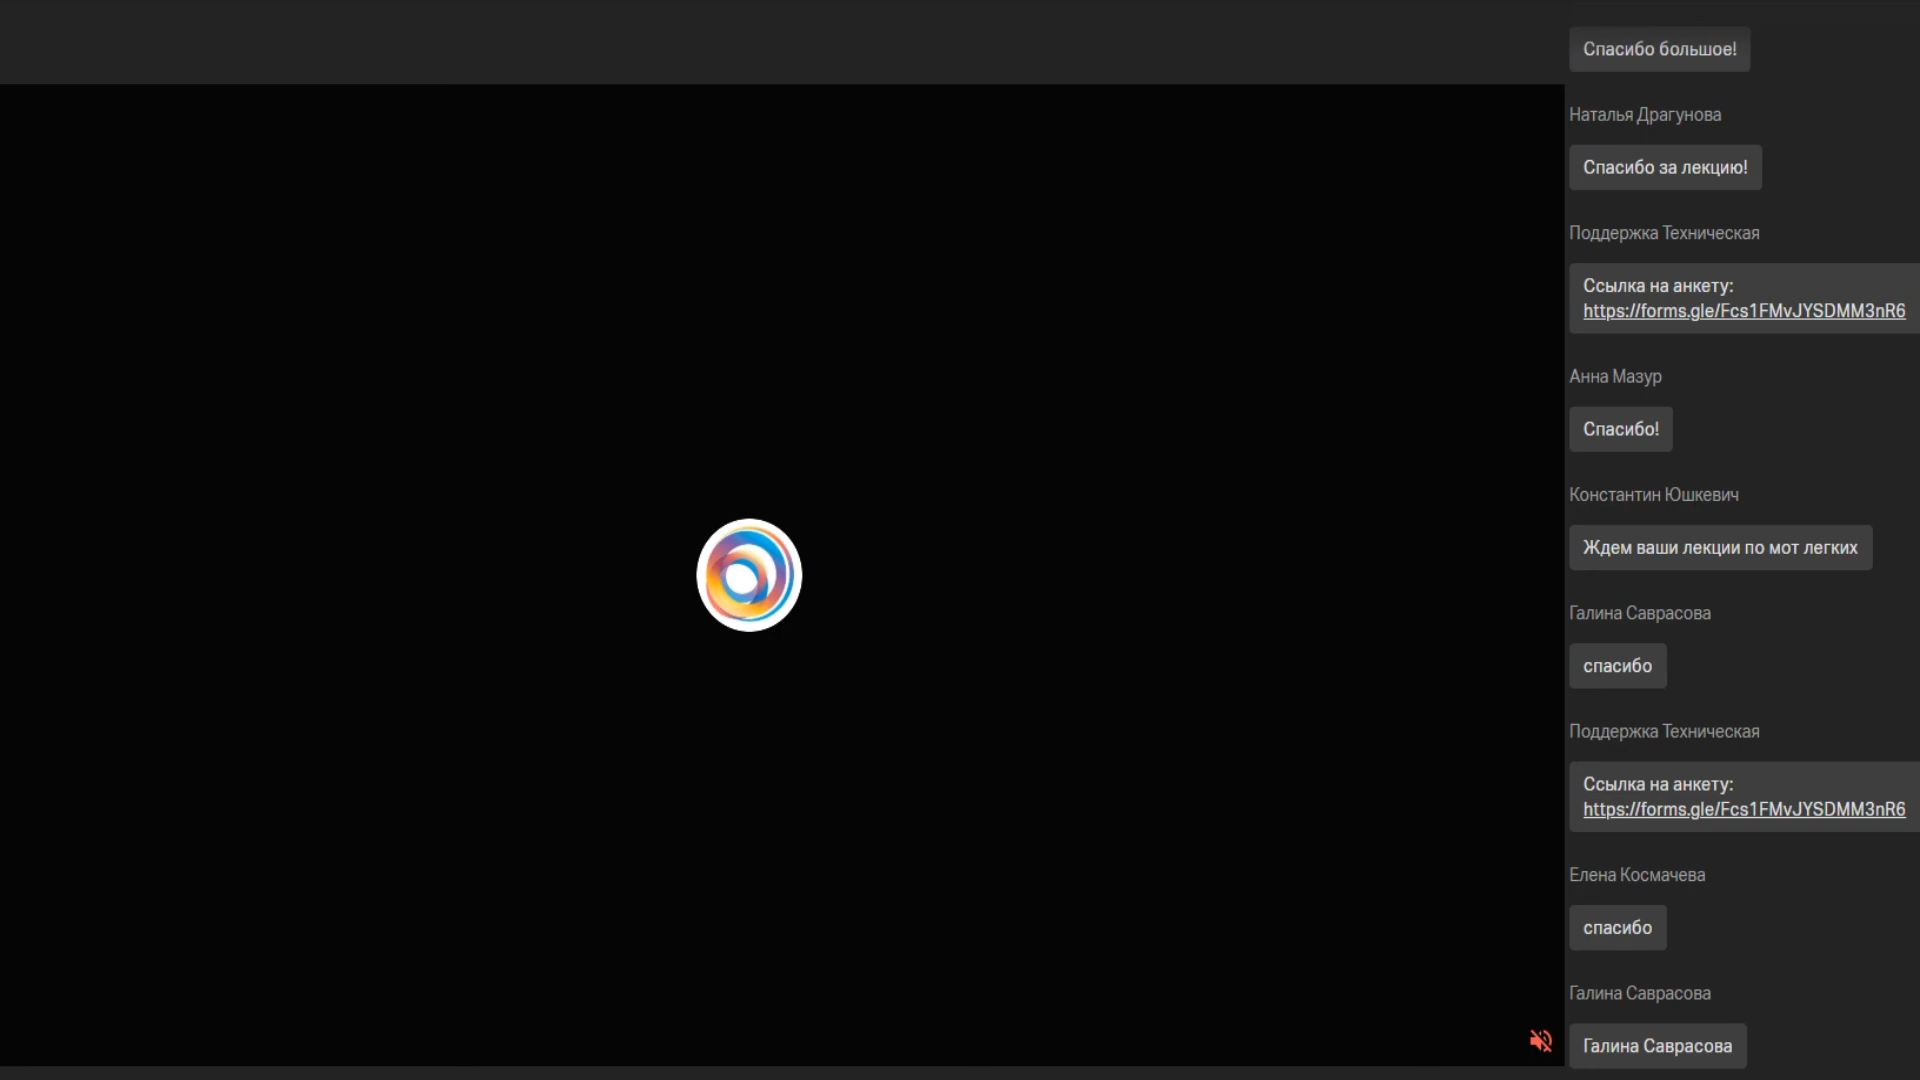 Спасибо большое!
Наталья Драгунова
Спасибо за лекцию!
Поддержка Техническая
Ссылка на анкету:
https://forms.gle/Fcs1FMvJYSDMM3nR6
Анна Мазур
Спасибо!
Константин Юшкевич
Ждем ваши лекции по мот легких
Галина Саврасова
спасибо
Поддержка Техническая
Ссылка на анкету:
https://forms.gle/Fcs1FMvJYSDMM3nR6
Елена Космачева
спасибо
Галина Саврасова
Галина Саврасова